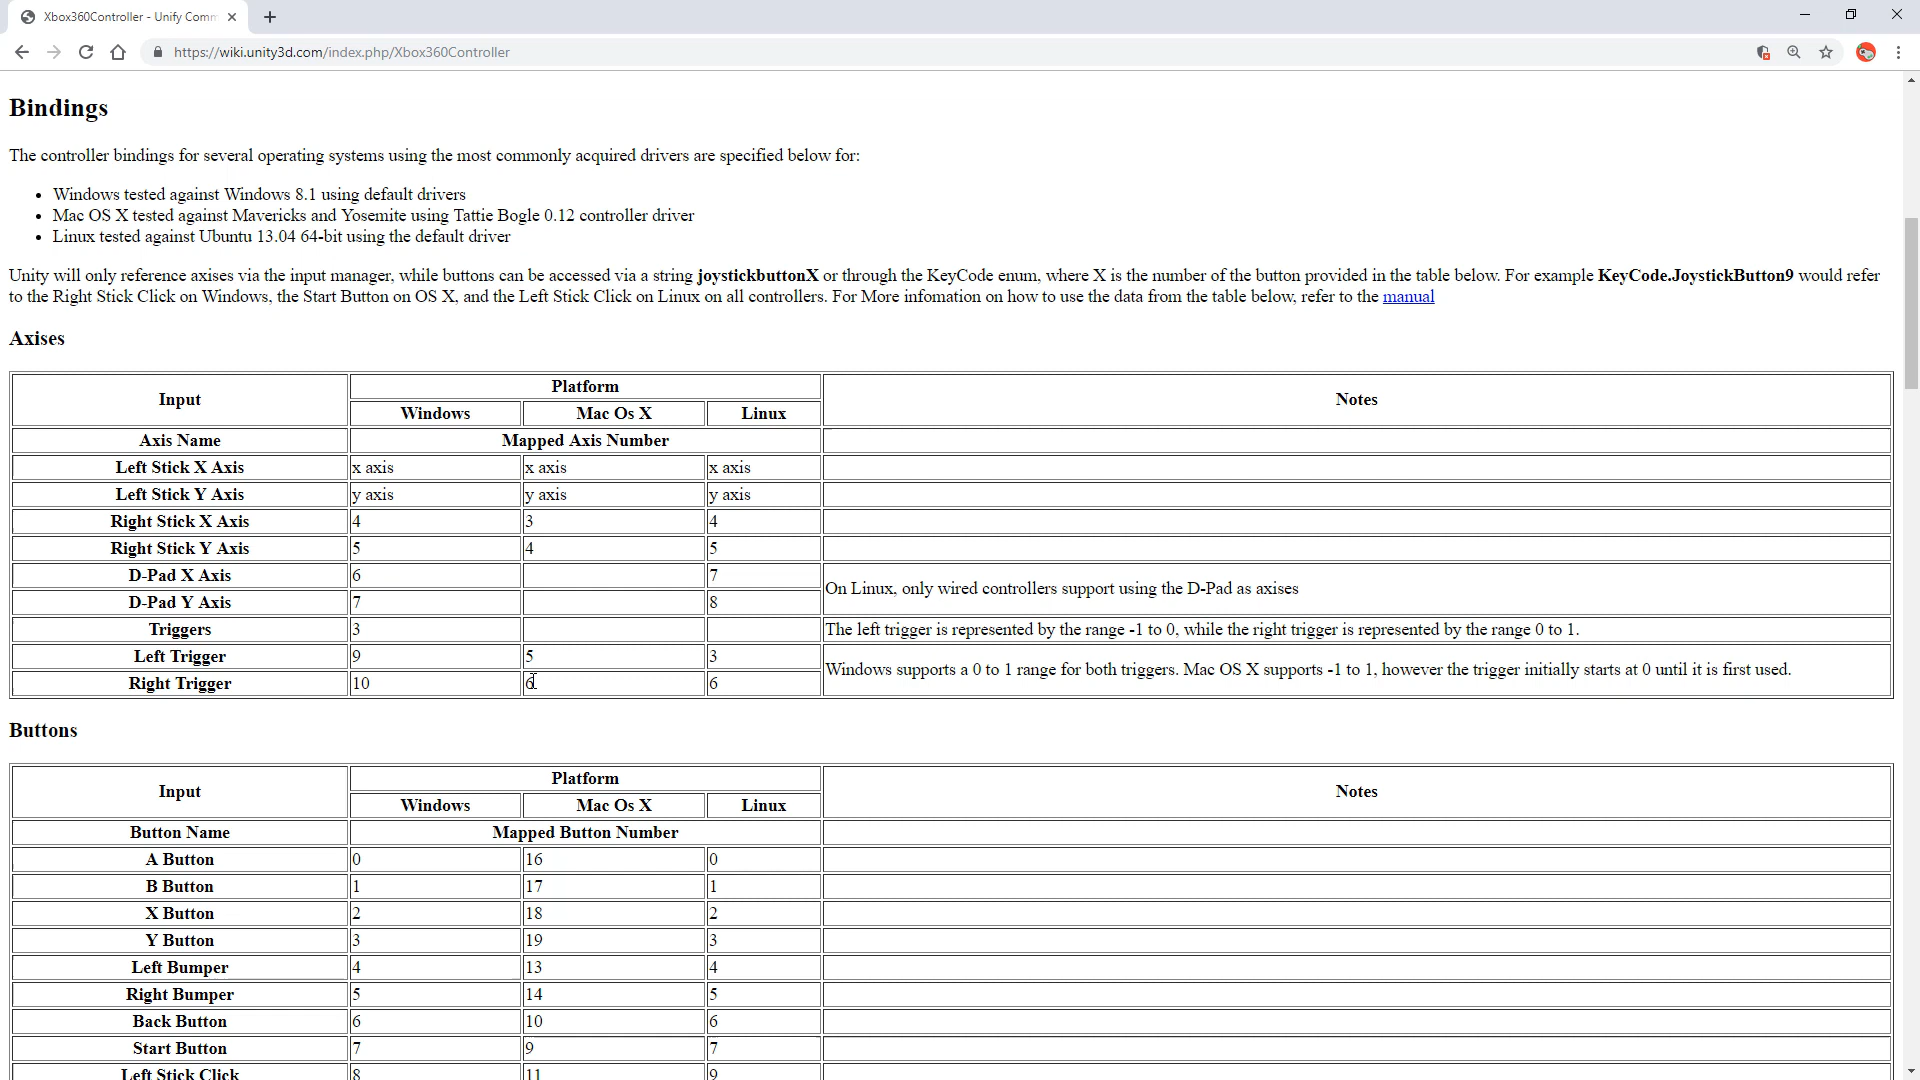 Xbox360Controller - Unify Comm
https://wiki.unity3d.com/index.php/Xbox360Controller
Bindings
The controller bindings for several operating systems using the most commonly acquired drivers are specified below for:
Windows tested against Windows 8.1 using default drivers
Mac OS X tested against Mavericks and Yosemite using Tattie Bogle 0.12 controller driver
Linux tested against Ubuntu 13.04 64-bit using the default driver
Unity will only reference axises via the input manager, while buttons can be accessed via a string joystickbuttonX or through the KeyCode enum, where X is the number of the button provided in the table below. For example KeyCode.JoystickButton9 would refer
to the Right Stick Click on Windows, the Start Button on OS X, and the Left Stick Click on Linux on all controllers. For More infomation on how to use the data from the table below, refer to the manual
Axises
Input Platform Notes
Windows Mac Os X Linux
Axis Name Mapped Axis Number
Left Stick X Axis x axis x axis x axis
Left Stick Y Axis y axis y axis y axis
Right Stick X Axis 4 3 4
Right Stick Y Axis 5 4 5
D-Pad X Axis 6 7 On Linux, only wired controllers support using the D-Pad as axises
D-Pad Y Axis 7 8
Triggers 3 The left trigger is represented by the range -1 to 0, while the right trigger is represented by the range 0 to 1.
Left Trigger 9 5 3 Windows supports a 0 to 1 range for both triggers. Mac OS X supports -1 to 1, however the trigger initially starts at 0 until it is first used.
Right Trigger 10 6 6
Buttons
Input Platform Notes
Windows Mac Os X Linux
Button Name Mapped Button Number
A Button 0 16 0
B Button 1 17 1
X Button 2 18 2
Y Button 3 19 3
Left Bumper 4 13 4
Right Bumper 5 14 5
Back Button 6 10 6
Start Button 7 9 7
Left Stick Click 8 11 9